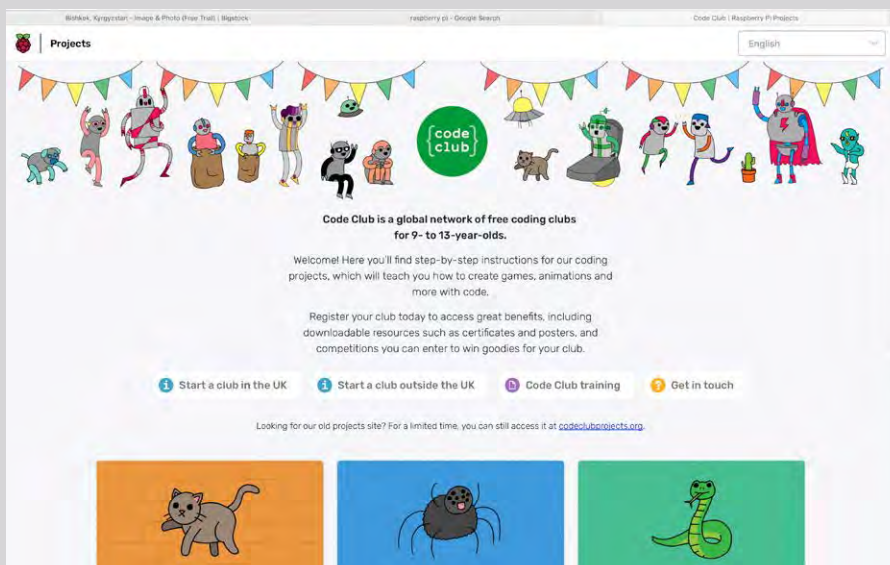 Bishkek, Kyrgyzstan - Image & Photo (Free Trial) | Bigstock
raspberry pi - Google Search
Code Club | Raspberry Pi Projects
Projects
English
{code
club}
Code Club is a global network of free coding clubs
for 9- to 13-year-olds.
Welcome! Here you'll find step-by-step instructions for our coding
projects, which will teach you how to create games, animations and
more with code.
Register your club today to access great benefits, including
downloadable resources such as certificates and posters, and
competitions you can enter to win goodies for your club.
Start a club in the UK
Start a club outside the UK
Code Club training
Get in touch
Looking for our old projects site? For a limited time, you can still access it at codeclubprojects.org.